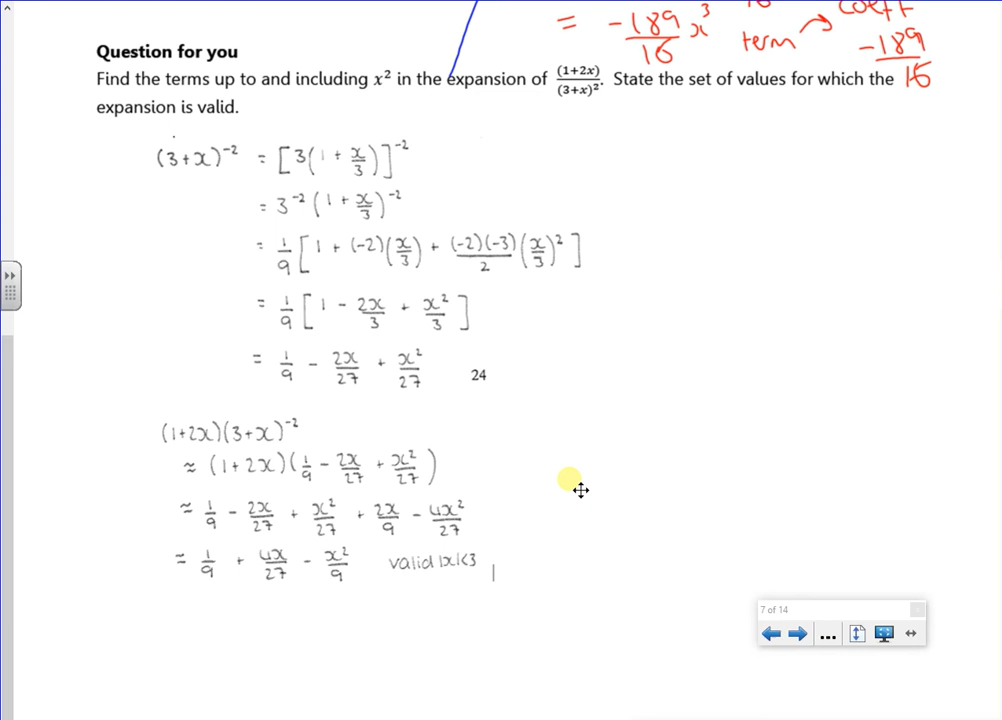 = -189/16 x³
term → coeff
-189/16
Question for you
Find the terms up to and including x² in the expansion of (1+2x)/(3+x)². State the set of values for which the
expansion is valid.
(3+x)⁻² = [3(1 + x/3)]⁻²
= 3⁻² (1 + x/3)⁻²
= 1/9 [1 + (-2)(x/3) + (-2)(-3)/2 (x/3)²]
= 1/9 [1 - 2x/3 + x²/3]
= 1/9 - 2x/27 + x²/27
24
(1+2x)(3+x)⁻²
≈ (1+2x)(1/9 - 2x/27 + x²/27)
≈ 1/9 - 2x/27 + x²/27 + 2x/9 - 4x²/27
= 1/9 + 4x/27 - x²/9 valid |x|<3
7 of 14